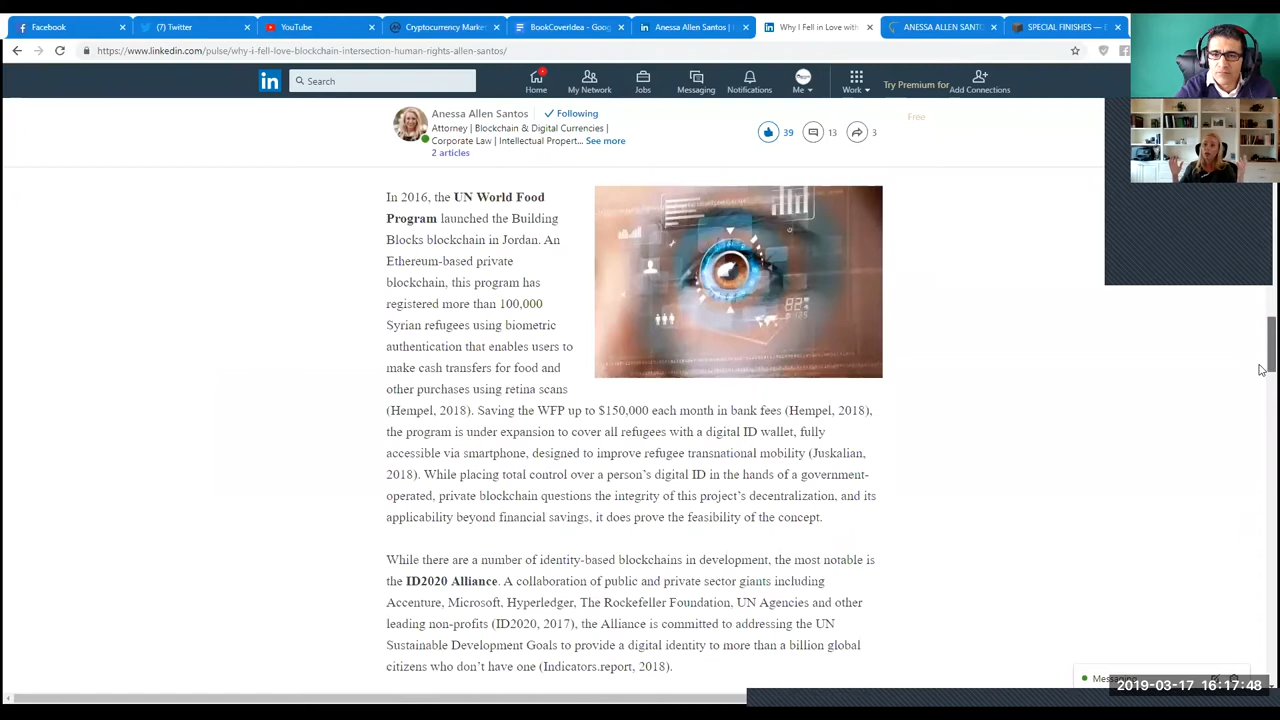 Facebook
(7) Twitter
YouTube
Cryptocurrency Marke
BookCoverIdea - Goog
Anessa Allen Santos |
Why I Fell in Love with
ANESSA ALLEN SANTO
SPECIAL FINISHES —
https://www.linkedin.com/pulse/why-i-fell-love-blockchain-intersection-human-rights-allen-santos/
in
Search
Home
My Network
Jobs
Messaging
Notifications
Me
Work
Try Premium for
Free
Add Connections
Anessa Allen Santos
Following
Attorney | Blockchain & Digital Currencies |
Corporate Law | Intellectual Propert... See more
2 articles
39
13
3
In 2016, the UN World Food
Program launched the Building
Blocks blockchain in Jordan. An
Ethereum-based private
blockchain, this program has
registered more than 100,000
Syrian refugees using biometric
authentication that enables users to
make cash transfers for food and
other purchases using retina scans
(Hempel, 2018). Saving the WFP up to $150,000 each month in bank fees (Hempel, 2018),
the program is under expansion to cover all refugees with a digital ID wallet, fully
accessible via smartphone, designed to improve refugee transnational mobility (Juskalian,
2018). While placing total control over a person's digital ID in the hands of a government-
operated, private blockchain questions the integrity of this project's decentralization, and its
applicability beyond financial savings, it does prove the feasibility of the concept.
While there are a number of identity-based blockchains in development, the most notable is
the ID2020 Alliance. A collaboration of public and private sector giants including
Accenture, Microsoft, Hyperledger, The Rockefeller Foundation, UN Agencies and other
leading non-profits (ID2020, 2017), the Alliance is committed to addressing the UN
Sustainable Development Goals to provide a digital identity to more than a billion global
citizens who don't have one (Indicators.report, 2018).
2019-03-17 16:17:48